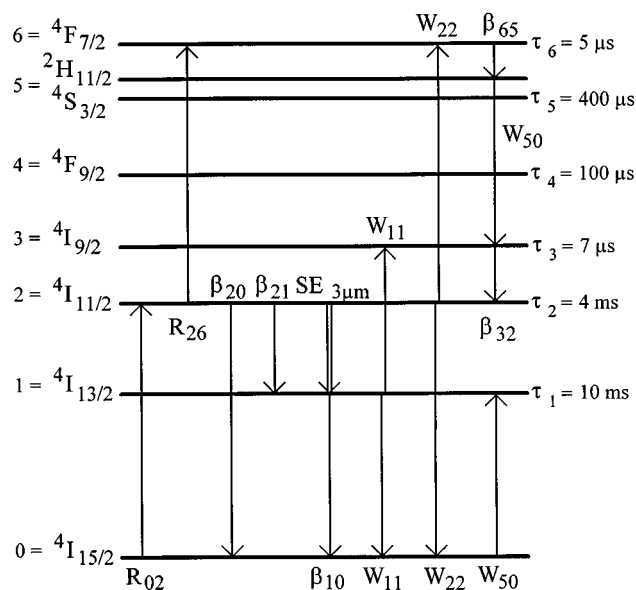 W₂₂ β₆₅
6 = ⁴F₇/₂ τ₆ = 5 μs
²H₁₁/₂
5 =
⁴S₃/₂ τ₅ = 400 μs
W₅₀
4 = ⁴F₉/₂ τ₄ = 100 μs
W₁₁
3 = ⁴I₉/₂ τ₃ = 7 μs
β₂₀ β₂₁ SE ₃μₘ
2 = ⁴I₁₁/₂ τ₂ = 4 ms
R₂₆ β₃₂
1 = ⁴I₁₃/₂ τ₁ = 10 ms
0 = ⁴I₁₅/₂
R₀₂ β₁₀ W₁₁ W₂₂ W₅₀